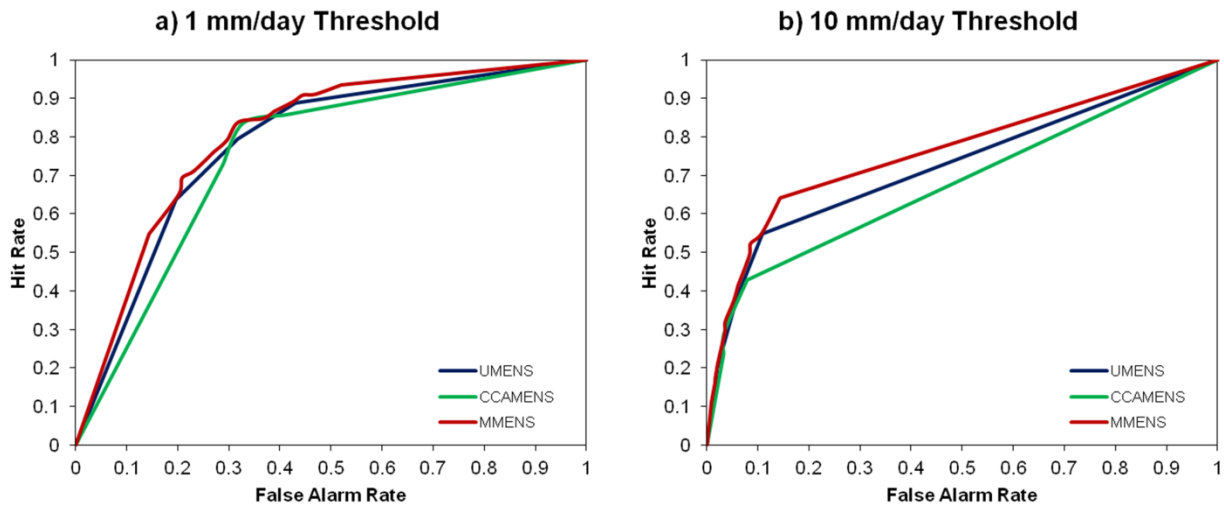 a) 1 mm/day Threshold
1
0.9
0.8
0.7
0.6
0.5
0.4
0.3
0.2
0.1
0
Hit Rate
UMENS
CCAMENS
MMENS
0 0.1 0.2 0.3 0.4 0.5 0.6 0.7 0.8 0.9 1
False Alarm Rate
b) 10 mm/day Threshold
1
0.9
0.8
0.7
0.6
0.5
0.4
0.3
0.2
0.1
0
Hit Rate
UMENS
CCAMENS
MMENS
0 0.1 0.2 0.3 0.4 0.5 0.6 0.7 0.8 0.9 1
False Alarm Rate